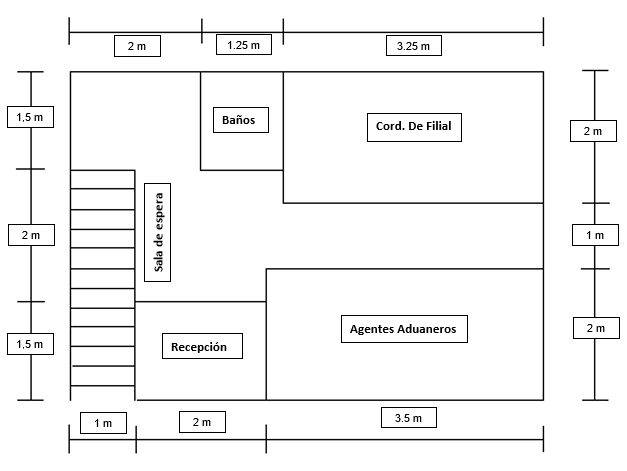 2 m
1.25 m
3.25 m
1,5 m
Baños
Cord. De Filial
2 m
Sala de espera
2 m
1 m
1,5 m
Recepción
Agentes Aduaneros
2 m
1 m
2 m
3.5 m